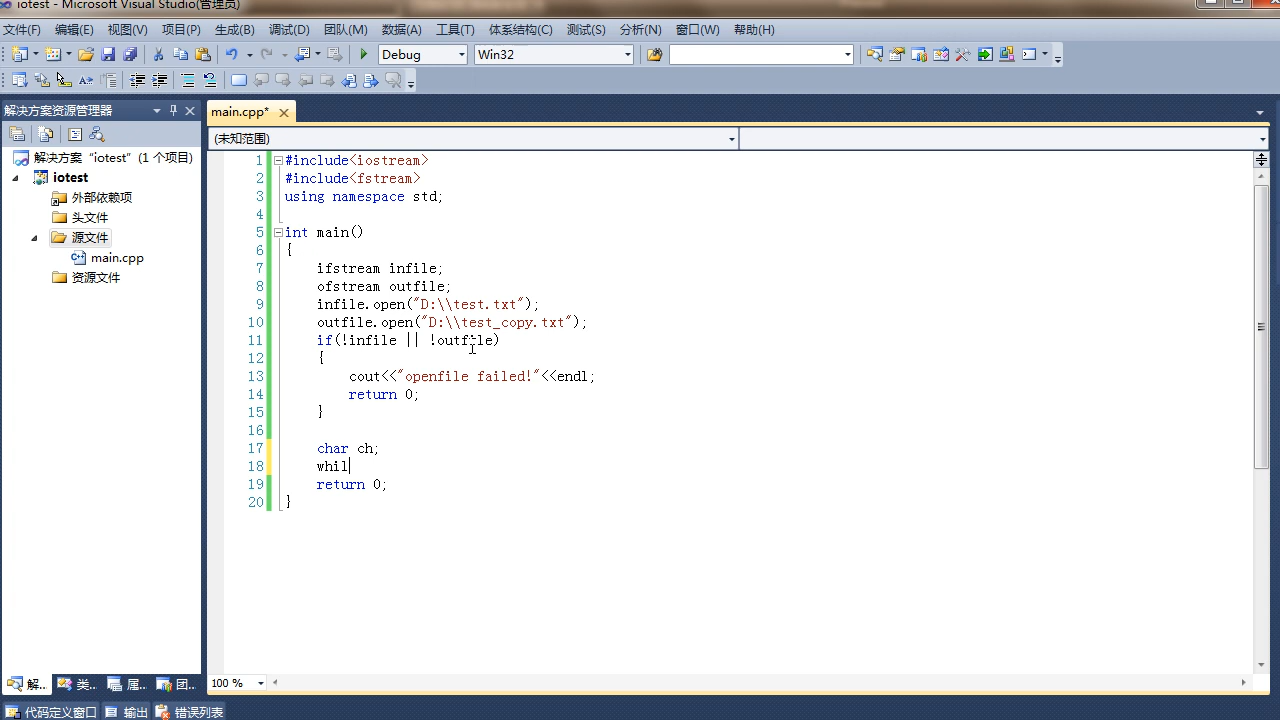 iotest - Microsoft Visual Studio(管理员)
文件(F) 编辑(E) 视图(V) 项目(P) 生成(B) 调试(D) 团队(M) 数据(A) 工具(T) 体系结构(C) 测试(S) 分析(N) 窗口(W) 帮助(H)
Debug Win32
解决方案资源管理器
main.cpp*
(未知范围)
解决方案“iotest”(1 个项目)
iotest
外部依赖项
头文件
源文件
main.cpp
资源文件
1 #include<iostream>
2 #include<fstream>
3 using namespace std;
4
5 int main()
6 {
7 ifstream infile;
8 ofstream outfile;
9 infile.open("D:\\test.txt");
10 outfile.open("D:\\test_copy.txt");
11 if(!infile || !outfile)
12 {
13 cout<<"openfile failed!"<<endl;
14 return 0;
15 }
16
17 char ch;
18 whil
19 return 0;
20 }
解... 类... 属... 团...
100 %
代码定义窗口 输出 错误列表